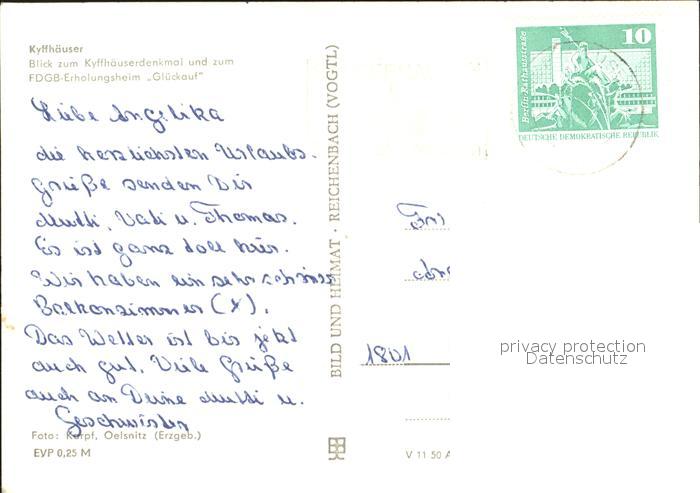 Kyffhäuser
Blick zum Kyffhäuserdenkmal und zum
FDGB-Erholungsheim „Glückauf"
Liebe Angelika
die herzlichsten Urlaubs-
grüße senden Dir
Mutti, Vati u. Thomas.
Es ist ganz toll hier.
Wir haben ein sehr schönes
Balkonzimmer (X).
Das Wetter ist bis jetzt
auch gut. Viele Grüße
auch an Deine Mutti u.
Geschwister
Foto: Karpf, Oelsnitz (Erzgeb.)
EVP 0,25 M
BILD UND HEIMAT · REICHENBACH (VOGTL)
Berlin-Rathausstraße
10
DEUTSCHE DEMOKRATISCHE REPUBLIK
1801
privacy protection
Datenschutz
V 11 50 A